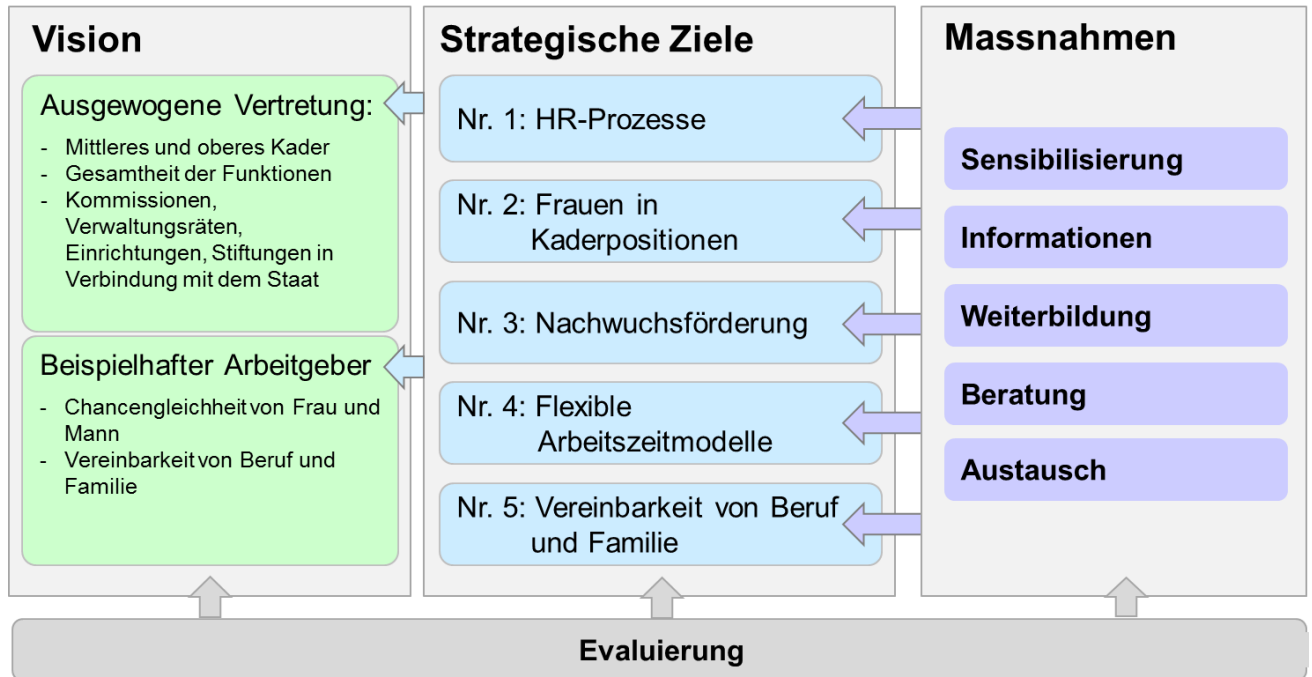 Vision
Ausgewogene Vertretung:
- Mittleres und oberes Kader
- Gesamtheit der Funktionen
- Kommissionen,
Verwaltungsräten,
Einrichtungen, Stiftungen in
Verbindung mit dem Staat
Beispielhafter Arbeitgeber
- Chancengleichheit von Frau und
Mann
- Vereinbarkeit von Beruf und
Familie
Strategische Ziele
Nr. 1: HR-Prozesse
Nr. 2: Frauen in
Kaderpositionen
Nr. 3: Nachwuchsförderung
Nr. 4: Flexible
Arbeitszeitmodelle
Nr. 5: Vereinbarkeit von Beruf
und Familie
Massnahmen
Sensibilisierung
Informationen
Weiterbildung
Beratung
Austausch
Evaluierung